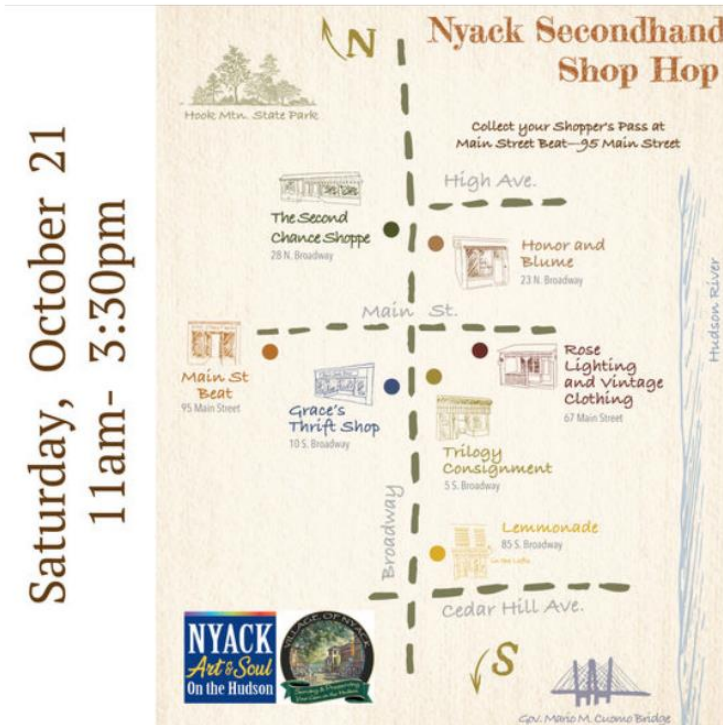 Saturday, October 21
11am- 3:30pm
N
Nyack Secondhand
Shop Hop
Hook Mtn. State Park
Collect your Shopper's Pass at
Main Street Beat—95 Main Street
High Ave.
The Second
Chance Shoppe
28 N. Broadway
Honor and
Blume
23 N. Broadway
Hudson River
Main St.
Main St
Beat
95 Main Street
Grace's
Thrift Shop
10 S. Broadway
Rose
Lighting
and Vintage
Clothing
67 Main Street
Trilogy
Consignment
5 S. Broadway
Broadway
Lemmonade
85 S. Broadway
Cedar Hill Ave.
NYACK
Art & Soul
On the Hudson
VILLAGE OF NYACK
S
Gov. Mario M. Cuomo Bridge